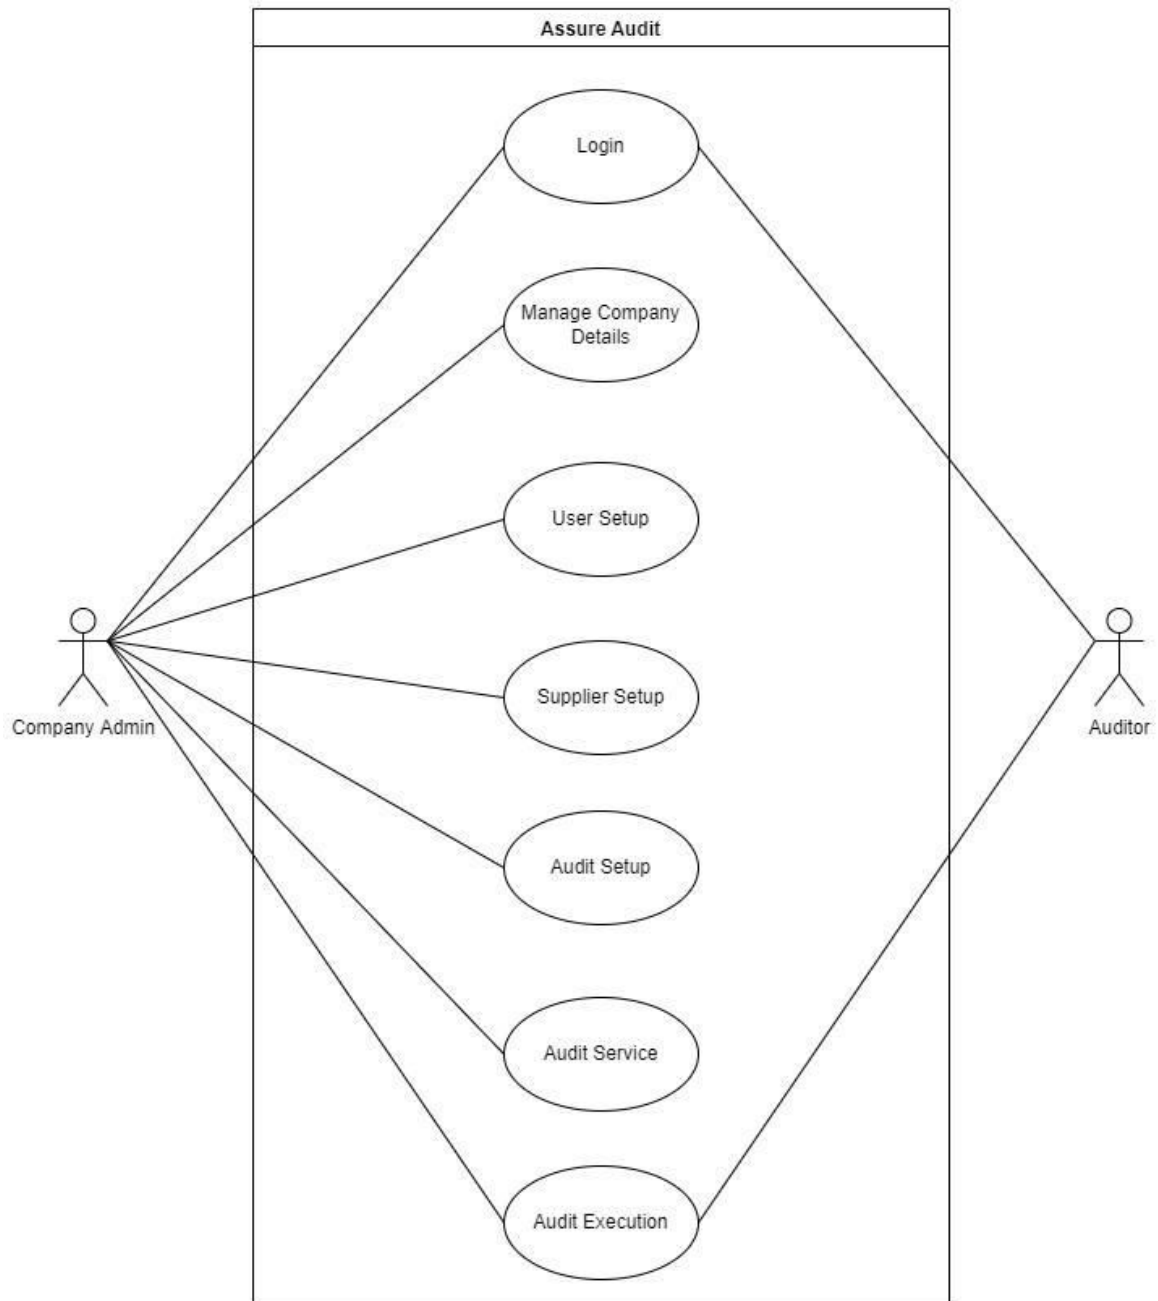 Assure Audit
Login
Manage Company
Details
User Setup
Supplier Setup
Company Admin
Auditor
Audit Setup
Audit Service
Audit Execution